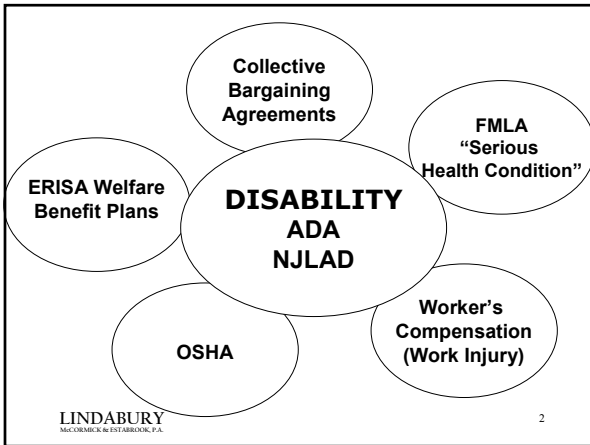 Collective
Bargaining
Agreements
FMLA
“Serious
Health Condition”
ERISA Welfare
Benefit Plans
DISABILITY
ADA
NJLAD
Worker’s
Compensation
(Work Injury)
OSHA
LINDABURY
McCORMICK & ESTABROOK, P.A.
2